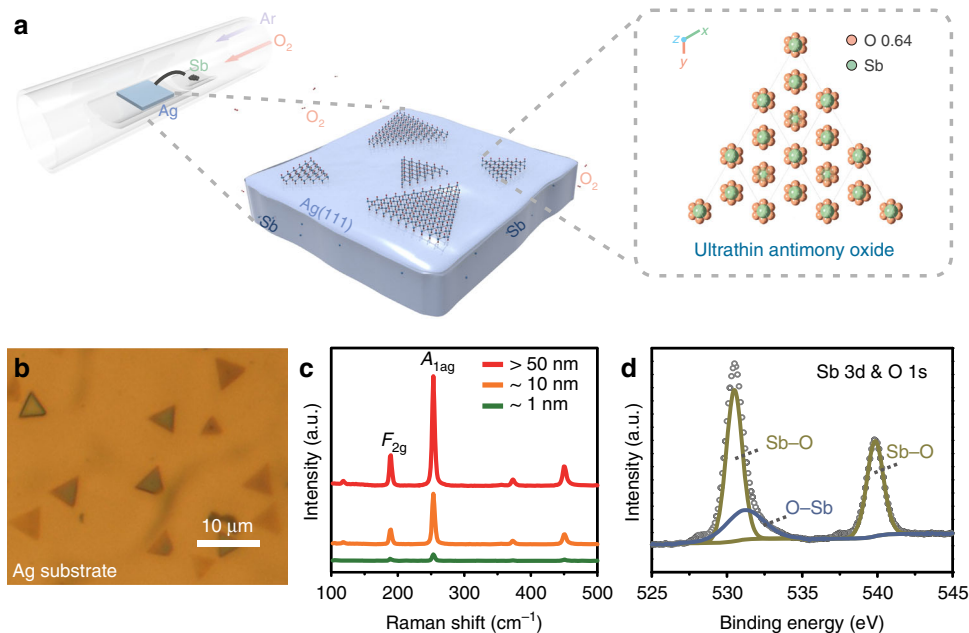 a
Ar
O2
Sb
Ag
O2
O2
Ag(111)
Sb
Sb
z x
y
O 0.64
Sb
Ultrathin antimony oxide
b
10 μm
Ag substrate
c
A1ag
F2g
> 50 nm
~ 10 nm
~ 1 nm
Intensity (a.u.)
100 200 300 400 500
Raman shift (cm−1)
d
Sb 3d & O 1s
Sb–O
Sb–O
O–Sb
Intensity (a.u.)
525 530 535 540 545
Binding energy (eV)